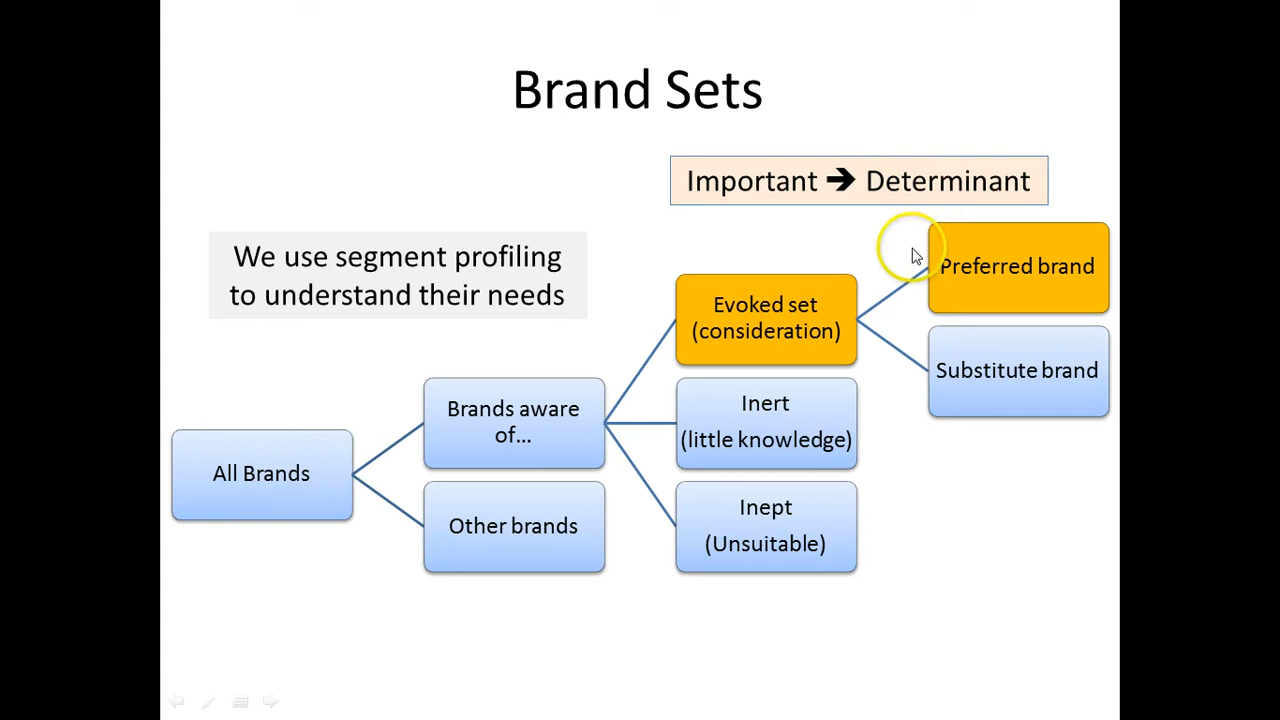 Brand Sets
Important ➔ Determinant
We use segment profiling
to understand their needs
Preferred brand
Evoked set
(consideration)
Substitute brand
Brands aware
of...
Inert
(little knowledge)
All Brands
Other brands
Inept
(Unsuitable)